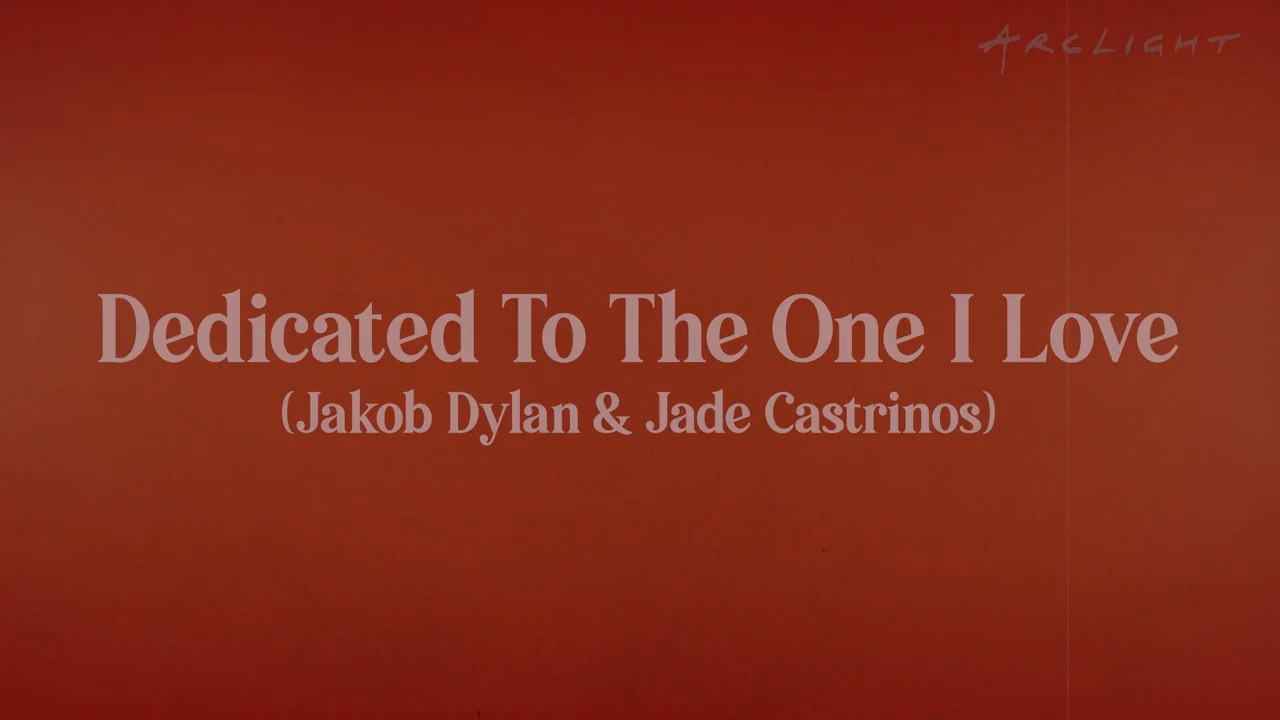 ARCLIGHT
Dedicated To The One I Love
(Jakob Dylan & Jade Castrinos)